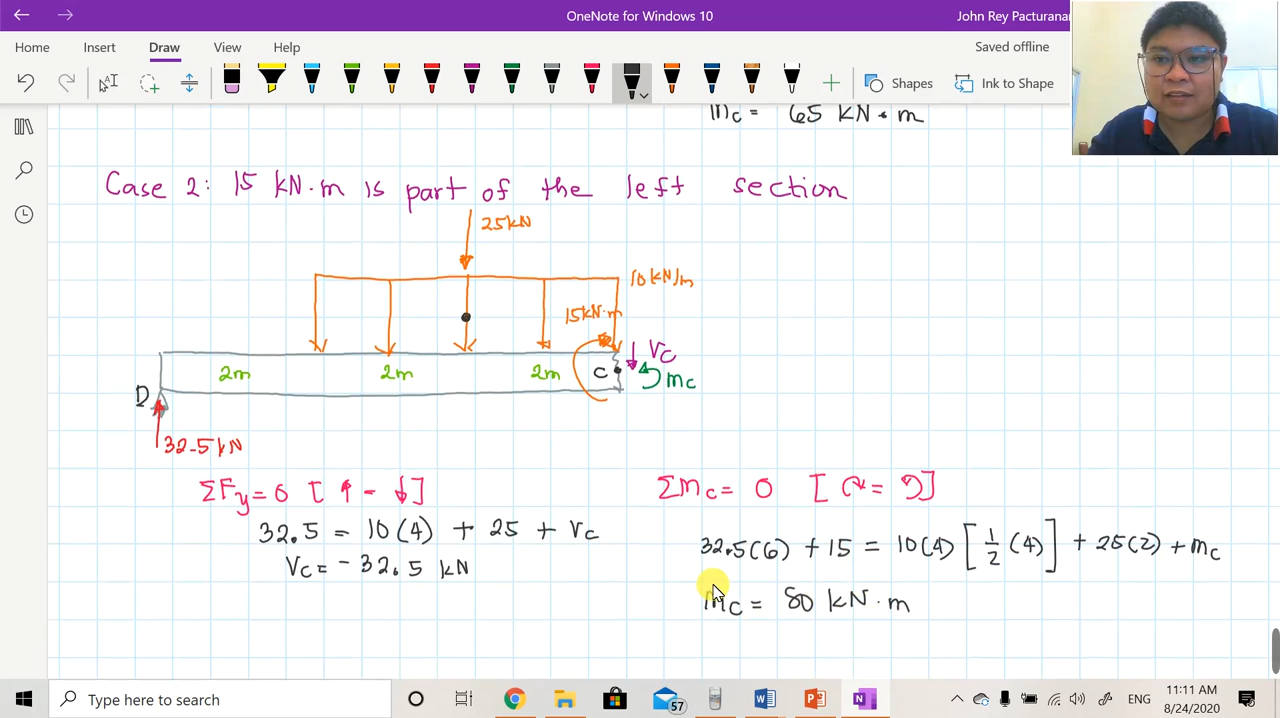 OneNote for Windows 10
John Rey Pacturana
Home Insert Draw View Help
Saved offline
Shapes
Ink to Shape
Mc = 65 kN·m
Case 2: 15 kN·m is part of the left section
25kN
10 kN/m
15kN·m
Vc
2m 2m 2m C
Mc
D
32.5kN
ΣFy=0 [↑=↓]
ΣMc= 0 [↷=↶]
32.5 = 10(4) + 25 + Vc
Vc= -32.5 kN
32.5(6) + 15 = 10(4)[1/2(4)] + 25(2) + Mc
Mc = 80 kN·m
Type here to search
57
ENG
11:11 AM
8/24/2020